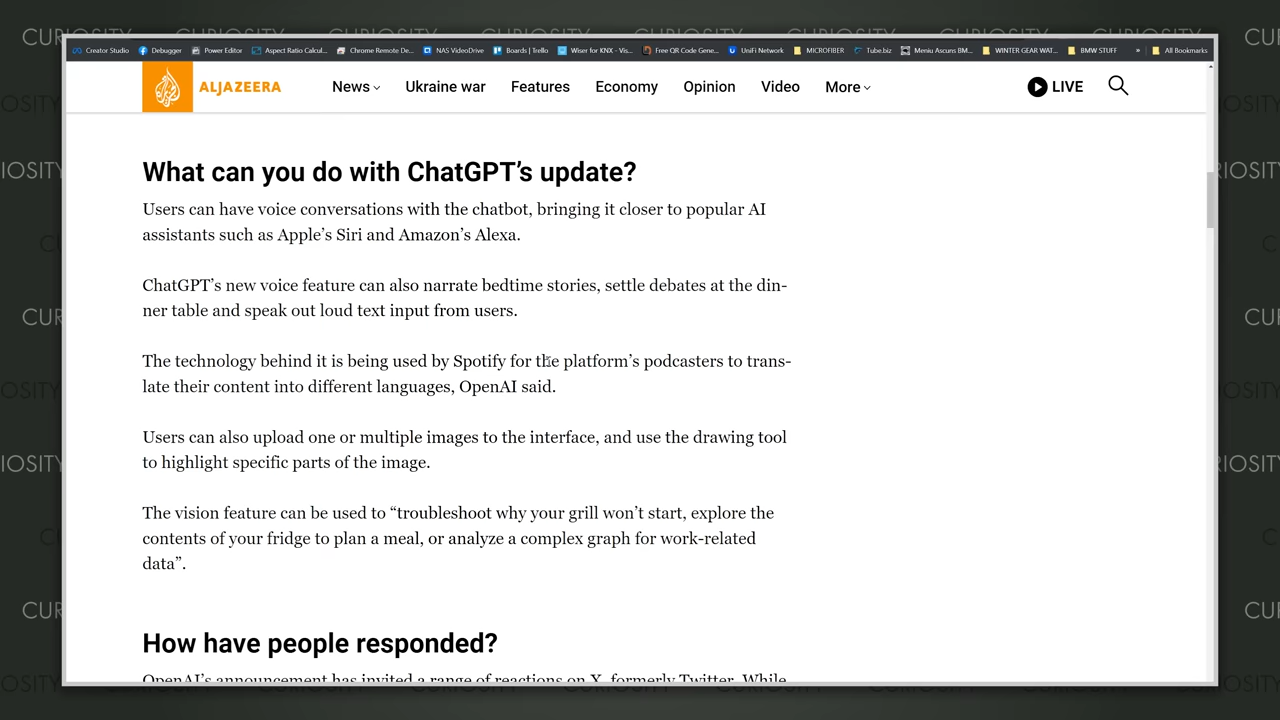 CURIOSITY CURIOSITY CURIOSITY CURIOSITY CURIOSITY
Creator Studio Debugger Power Editor Aspect Ratio Calcul... Chrome Remote De... NAS VideoDrive Boards | Trello Wiser for KNX - Vis... Free QR Code Gene... UniFi Network MICROFIBER Tube.biz Meniu Ascuns BM... WINTER GEAR WAT... BMW STUFF » All Bookmarks
ALJAZEERA News Ukraine war Features Economy Opinion Video More LIVE
What can you do with ChatGPT’s update?
Users can have voice conversations with the chatbot, bringing it closer to popular AI
assistants such as Apple’s Siri and Amazon’s Alexa.
ChatGPT’s new voice feature can also narrate bedtime stories, settle debates at the din-
ner table and speak out loud text input from users.
The technology behind it is being used by Spotify for the platform’s podcasters to trans-
late their content into different languages, OpenAI said.
Users can also upload one or multiple images to the interface, and use the drawing tool
to highlight specific parts of the image.
The vision feature can be used to “troubleshoot why your grill won’t start, explore the
contents of your fridge to plan a meal, or analyze a complex graph for work-related
data”.
How have people responded?
OpenAI’s announcement has invited a range of reactions on X, formerly Twitter. While